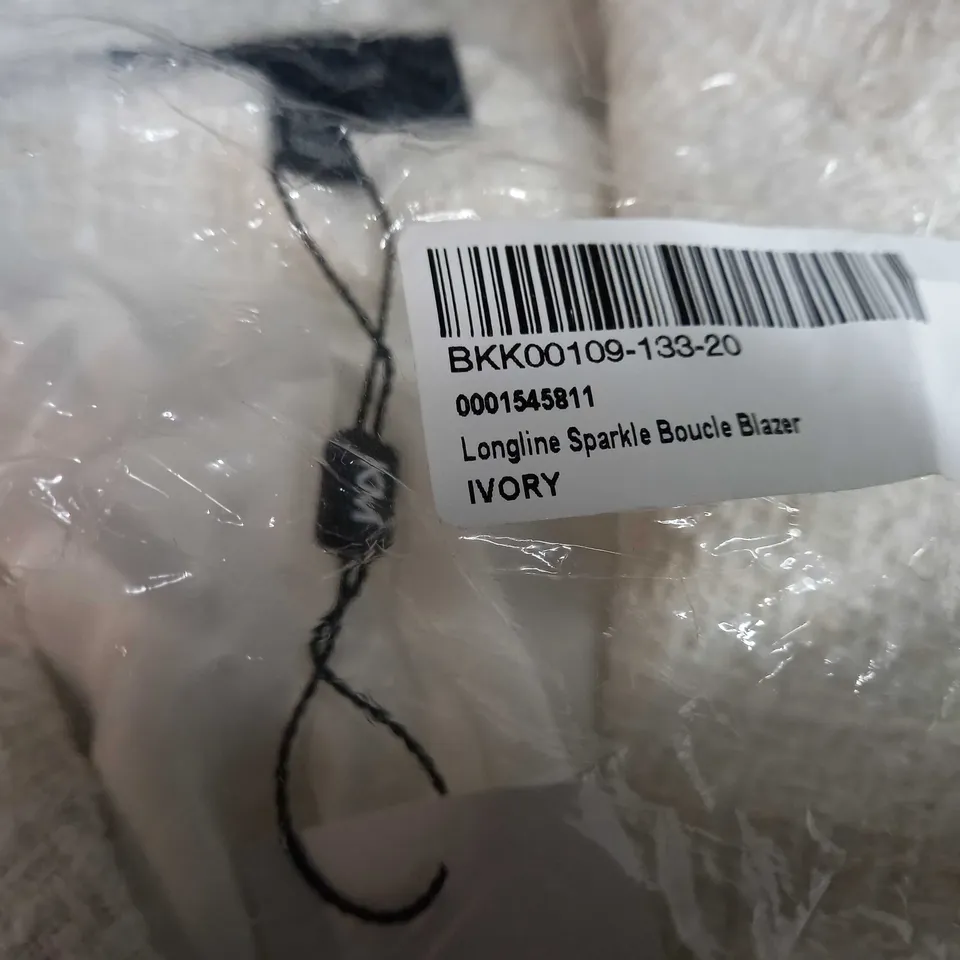 BKK00109-133-20
0001545811
Longline Sparkle Boucle Blazer
IVORY